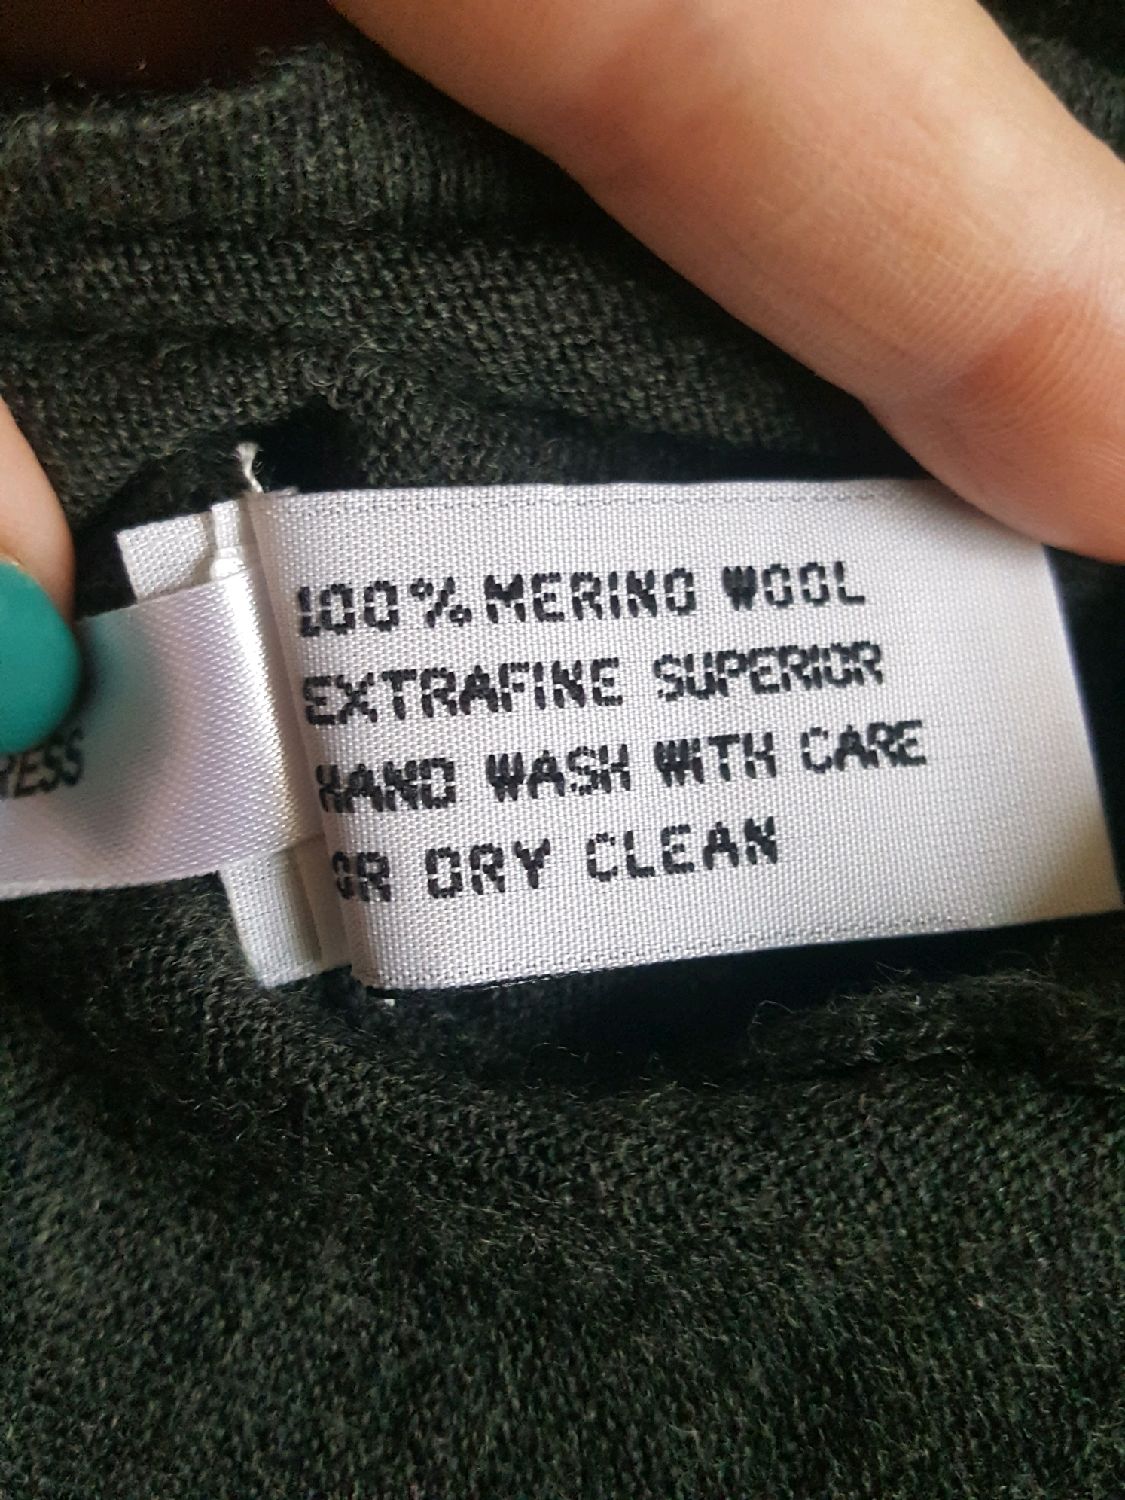 100% MERINO WOOL
EXTRAFINE SUPERIOR
HAND WASH WITH CARE
OR DRY CLEAN